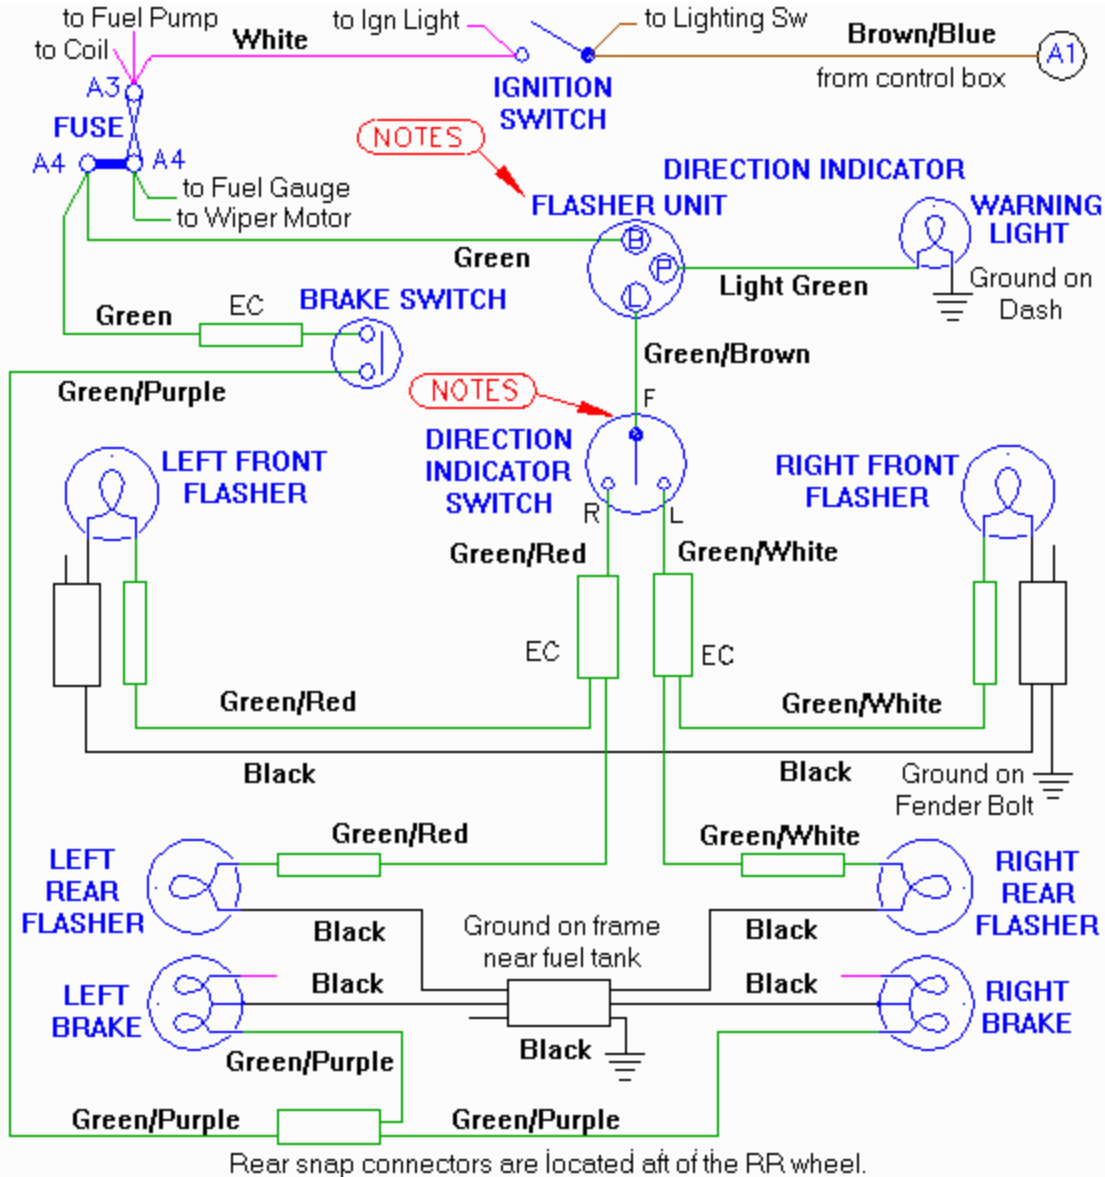 to Fuel Pump
to Ign Light
to Lighting Sw
Brown/Blue
A1
to Coil
White
from control box
A3
IGNITION
SWITCH
FUSE
NOTES
A4
A4
DIRECTION INDICATOR
to Fuel Gauge
to Wiper Motor
FLASHER UNIT
WARNING
LIGHT
B
P
L
Green
Light Green
Ground on
Dash
BRAKE SWITCH
EC
Green
Green/Brown
Green/Purple
NOTES
F
DIRECTION
INDICATOR
SWITCH
LEFT FRONT
FLASHER
RIGHT FRONT
FLASHER
R
L
Green/Red
Green/White
EC
EC
Green/Red
Green/White
Black
Black
Ground on
Fender Bolt
Green/Red
Green/White
LEFT
REAR
FLASHER
RIGHT
REAR
FLASHER
Black
Ground on frame
near fuel tank
Black
Black
Black
LEFT
BRAKE
RIGHT
BRAKE
Black
Green/Purple
Green/Purple
Green/Purple
Rear snap connectors are located aft of the RR wheel.